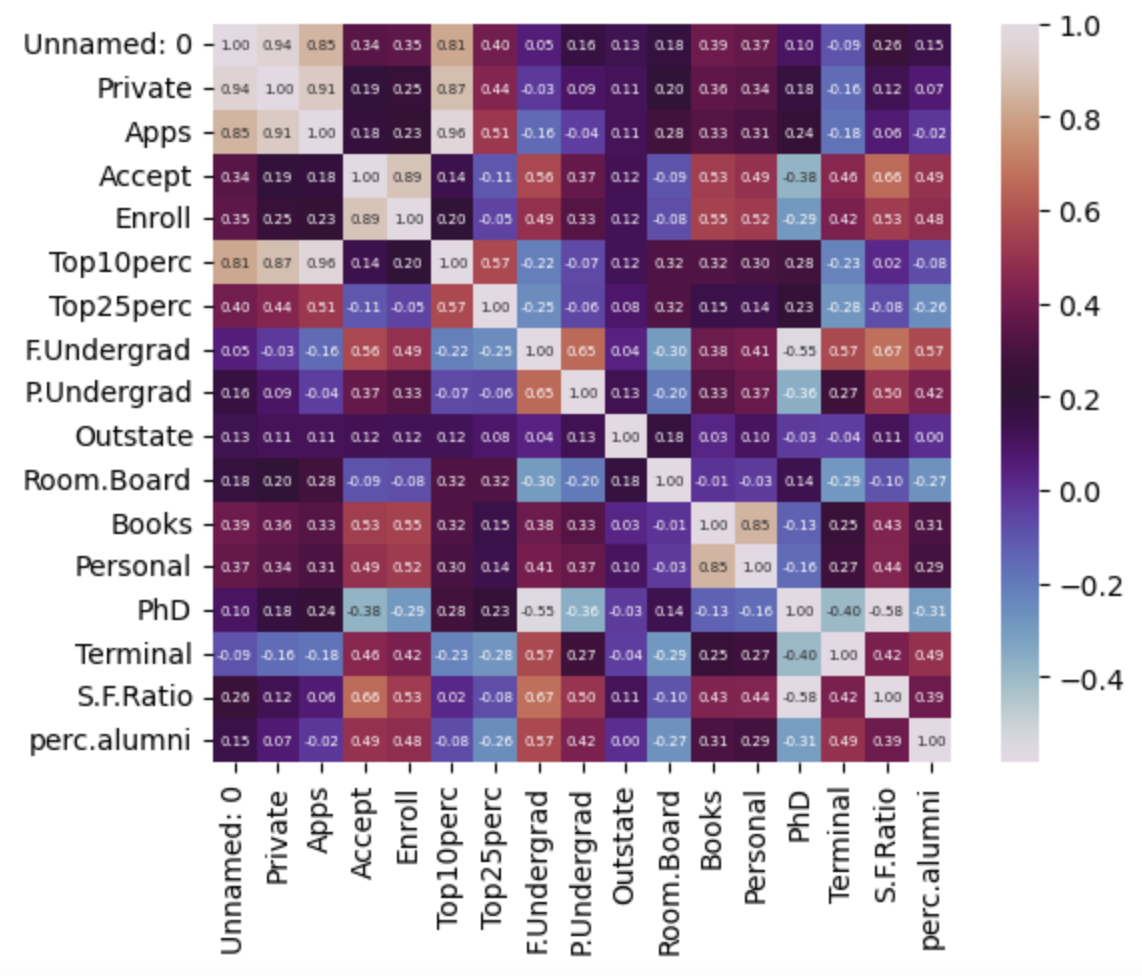 Unnamed: 0 1.00 0.94 0.85 0.34 0.35 0.81 0.40 0.05 0.16 0.13 0.18 0.39 0.37 0.10 -0.09 0.26 0.15
Private 0.94 1.00 0.91 0.19 0.25 0.87 0.44 -0.03 0.09 0.11 0.20 0.36 0.34 0.18 -0.16 0.12 0.07
Apps 0.85 0.91 1.00 0.18 0.23 0.96 0.51 -0.16 -0.04 0.11 0.28 0.33 0.31 0.24 -0.18 0.06 -0.02
Accept 0.34 0.19 0.18 1.00 0.89 0.14 -0.11 0.56 0.37 0.12 -0.09 0.53 0.49 -0.38 0.46 0.66 0.49
Enroll 0.35 0.25 0.23 0.89 1.00 0.20 -0.05 0.49 0.33 0.12 -0.08 0.55 0.52 -0.29 0.42 0.53 0.48
Top10perc 0.81 0.87 0.96 0.14 0.20 1.00 0.57 -0.22 -0.07 0.12 0.32 0.32 0.30 0.28 -0.23 0.02 -0.08
Top25perc 0.40 0.44 0.51 -0.11 -0.05 0.57 1.00 -0.25 -0.06 0.08 0.32 0.15 0.14 0.23 -0.28 -0.08 -0.26
F.Undergrad 0.05 -0.03 -0.16 0.56 0.49 -0.22 -0.25 1.00 0.65 0.04 -0.30 0.38 0.41 -0.55 0.57 0.67 0.57
P.Undergrad 0.16 0.09 -0.04 0.37 0.33 -0.07 -0.06 0.65 1.00 0.13 -0.20 0.33 0.37 -0.36 0.27 0.50 0.42
Outstate 0.13 0.11 0.11 0.12 0.12 0.12 0.08 0.04 0.13 1.00 0.18 0.03 0.10 -0.03 -0.04 0.11 0.00
Room.Board 0.18 0.20 0.28 -0.09 -0.08 0.32 0.32 -0.30 -0.20 0.18 1.00 -0.01 -0.03 0.14 -0.29 -0.10 -0.27
Books 0.39 0.36 0.33 0.53 0.55 0.32 0.15 0.38 0.33 0.03 -0.01 1.00 0.85 -0.13 0.25 0.43 0.31
Personal 0.37 0.34 0.31 0.49 0.52 0.30 0.14 0.41 0.37 0.10 -0.03 0.85 1.00 -0.16 0.27 0.44 0.29
PhD 0.10 0.18 0.24 -0.38 -0.29 0.28 0.23 -0.55 -0.36 -0.03 0.14 -0.13 -0.16 1.00 -0.40 -0.58 -0.31
Terminal -0.09 -0.16 -0.18 0.46 0.42 -0.23 -0.28 0.57 0.27 -0.04 -0.29 0.25 0.27 -0.40 1.00 0.42 0.49
S.F.Ratio 0.26 0.12 0.06 0.66 0.53 0.02 -0.08 0.67 0.50 0.11 -0.10 0.43 0.44 -0.58 0.42 1.00 0.39
perc.alumni 0.15 0.07 -0.02 0.49 0.48 -0.08 -0.26 0.57 0.42 0.00 -0.27 0.31 0.29 -0.31 0.49 0.39 1.00
Unnamed: 0
Private
Apps
Accept
Enroll
Top10perc
Top25perc
F.Undergrad
P.Undergrad
Outstate
Room.Board
Books
Personal
PhD
Terminal
S.F.Ratio
perc.alumni
1.0
0.8
0.6
0.4
0.2
0.0
−0.2
−0.4